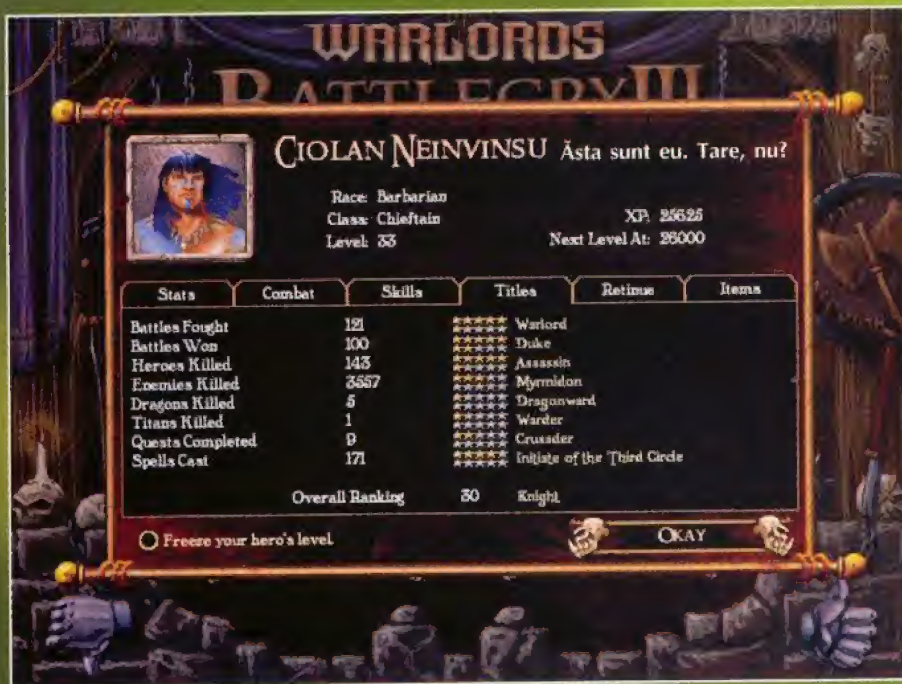 WARLORDS
BATTLECRY III
CIOLAN NEINVINSU Ăsta sunt eu. Tare, nu?
Race: Barbarian
Class: Chieftain
XP: 25625
Level: 33
Next Level At: 26000
Stats Combat Skills Titles Retinue Items
Battles Fought 121 Warlord
Battles Won 100 Duke
Heroes Killed 143 Assassin
Enemies Killed 3557 Myrmidon
Dragons Killed 5 Dragonward
Titans Killed 1 Warder
Quests Completed 9 Crusader
Spells Cast 171 Initiate of the Third Circle
Overall Ranking 30 Knight
Freeze your hero's level
OKAY